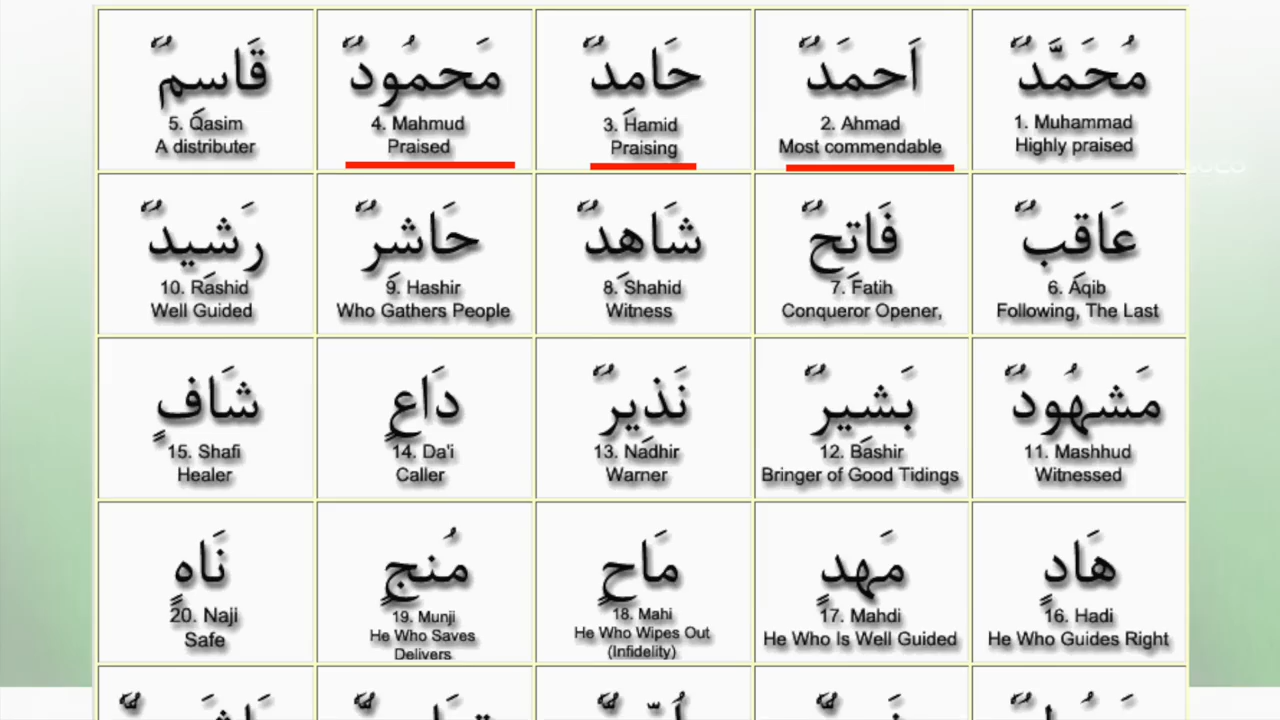 مُحَمَّدٌ
1. Muhammad
Highly praised
اَحمَدٌ
2. Ahmad
Most commendable
حَامِدٌ
3. Hamid
Praising
مَحمُودٌ
4. Mahmud
Praised
قَاسِمٌ
5. Qasim
A distributer
عَاقِبٌ
6. Aqib
Following, The Last
فَاتِحٌ
7. Fatih
Conqueror Opener,
شَاهِدٌ
8. Shahid
Witness
حَاشِرٌ
9. Hashir
Who Gathers People
رَشِيدٌ
10. Rashid
Well Guided
مَشهُودٌ
11. Mashhud
Witnessed
بَشِيرٌ
12. Bashir
Bringer of Good Tidings
نَذِيرٌ
13. Nadhir
Warner
دَاعٍ
14. Da'i
Caller
شَافٍ
15. Shafi
Healer
هَادٍ
16. Hadi
He Who Guides Right
مَهدٍ
17. Mahdi
He Who Is Well Guided
مَاحٍ
18. Mahi
He Who Wipes Out
(Infidelity)
مُنجٍ
19. Munji
He Who Saves
Delivers
نَاهٍ
20. Naji
Safe